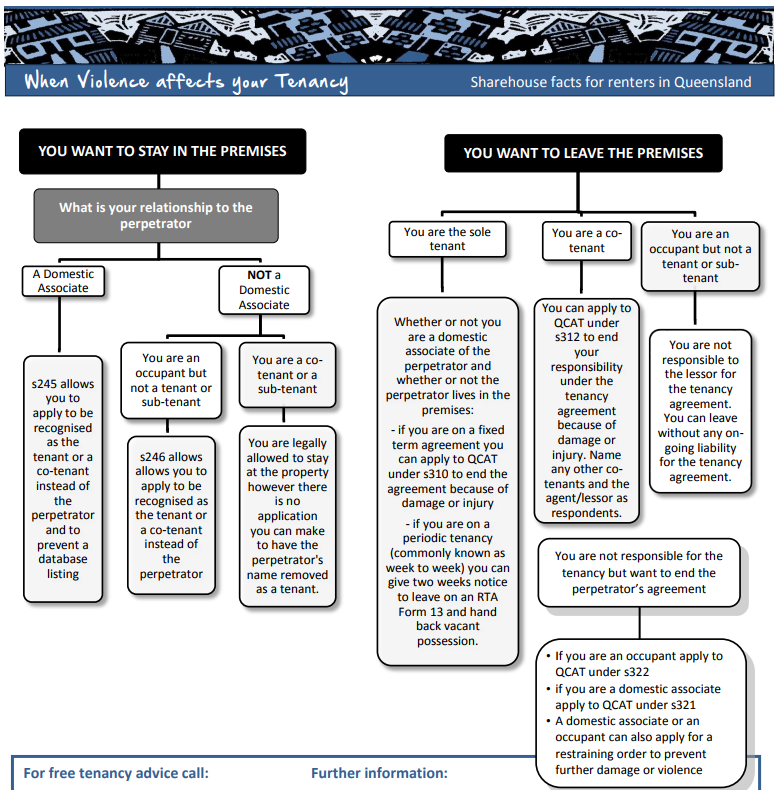 When Violence affects your Tenancy
Sharehouse facts for renters in Queensland
YOU WANT TO STAY IN THE PREMISES
What is your relationship to the
perpetrator
A Domestic
Associate
NOT a
Domestic
Associate
s245 allows
you to
apply to be
recognised
as the
tenant or a
co-tenant
instead of
the
perpetrator
and to
prevent a
database
listing
You are an
occupant but
not a tenant or
sub-tenant
s246 allows
allows you to
apply to be
recognised as
the tenant or
a co-tenant
instead of
the
perpetrator
You are a co-
tenant or a
sub-tenant
You are legally
allowed to stay
at the property
however there
is no
application
you can make
to have the
perpetrator's
name removed
as a tenant.
YOU WANT TO LEAVE THE PREMISES
You are the sole
tenant
Whether or not you
are a domestic
associate of the
perpetrator and
whether or not the
perpetrator lives in the
premises:
- if you are on a fixed
term agreement you
can apply to QCAT
under s310 to end the
agreement because of
damage or injury
- if you are on a
periodic tenancy
(commonly known as
week to week) you can
give two weeks notice
to leave on an RTA
Form 13 and hand
back vacant
possession.
You are a co-
tenant
You can apply to
QCAT under
s312 to end
your
responsibility
under the
tenancy
agreement
because of
damage or
injury. Name
any other co-
tenants and the
agent/lessor as
respondents.
You are an
occupant but not a
tenant or sub-
tenant
You are not
responsible to
the lessor for
the tenancy
agreement.
You can leave
without any on-
going liability
for the tenancy
agreement.
You are not responsible for the
tenancy but want to end the
perpetrator's agreement
• If you are an occupant apply to
QCAT under s322
• if you are a domestic associate
apply to QCAT under s321
• A domestic associate or an
occupant can also apply for a
restraining order to prevent
further damage or violence
For free tenancy advice call:
Further information: